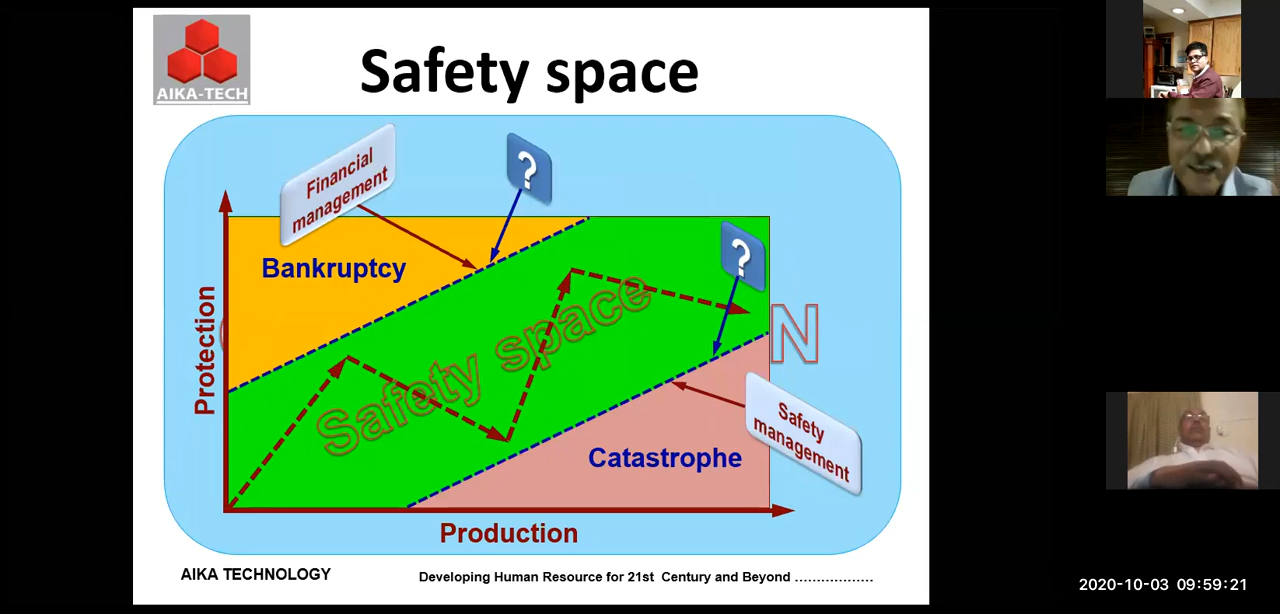 AIKA-TECH
Safety space
Financial
management
?
?
Bankruptcy
Protection
Safety space
N
Safety
management
Catastrophe
Production
AIKA TECHNOLOGY
Developing Human Resource for 21st Century and Beyond ..................
2020-10-03 09:59:21